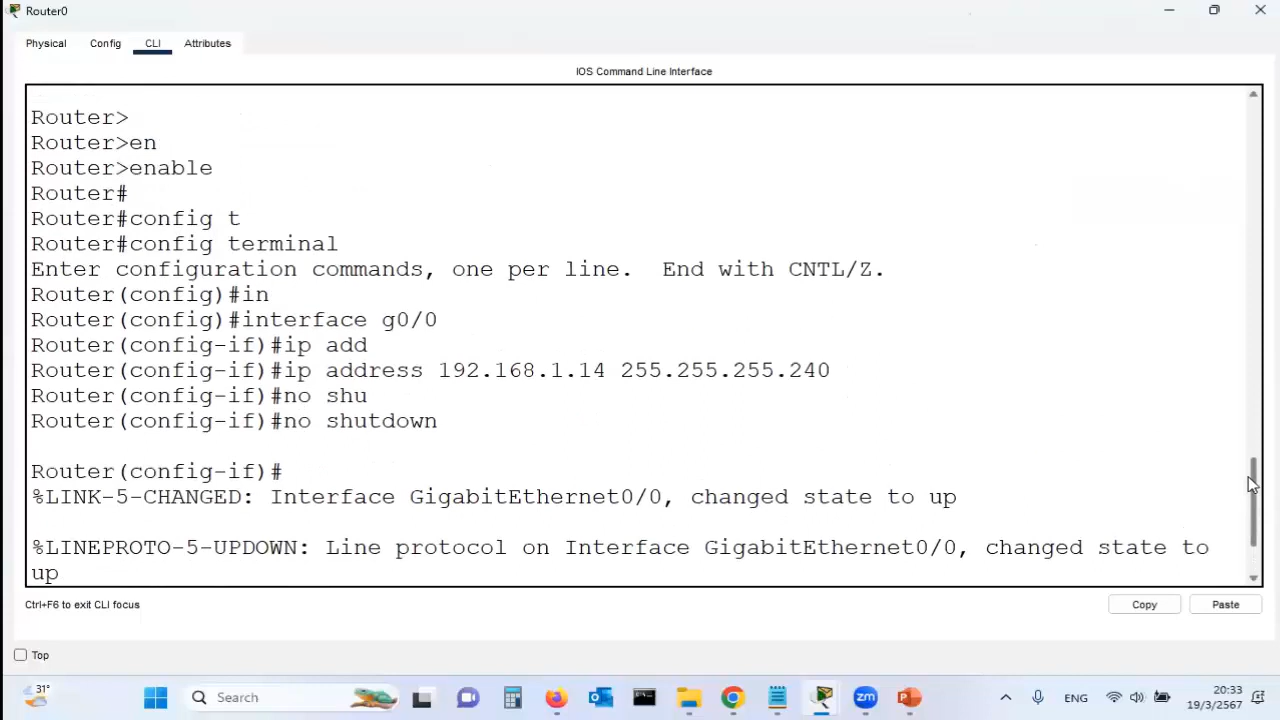 Router0
Physical Config CLI Attributes
IOS Command Line Interface
Router>
Router>en
Router>enable
Router#
Router#config t
Router#config terminal
Enter configuration commands, one per line.  End with CNTL/Z.
Router(config)#in
Router(config)#interface g0/0
Router(config-if)#ip add
Router(config-if)#ip address 192.168.1.14 255.255.255.240
Router(config-if)#no shu
Router(config-if)#no shutdown
Router(config-if)#
%LINK-5-CHANGED: Interface GigabitEthernet0/0, changed state to up
%LINEPROTO-5-UPDOWN: Line protocol on Interface GigabitEthernet0/0, changed state to
up
Ctrl+F6 to exit CLI focus
Copy Paste
Top
31°
Search
zm
ENG
20:33
19/3/2567